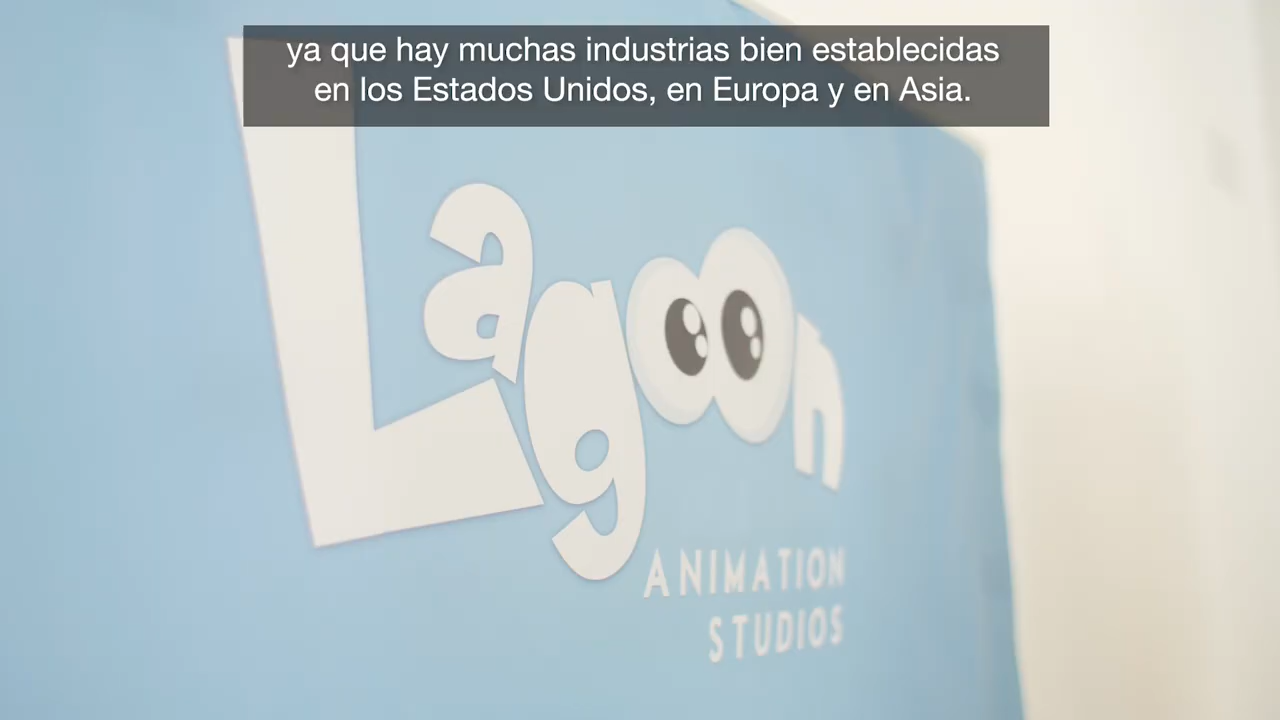 ya que hay muchas industrias bien establecidas
en los Estados Unidos, en Europa y en Asia.
Lagoon
ANIMATION
STUDIOS